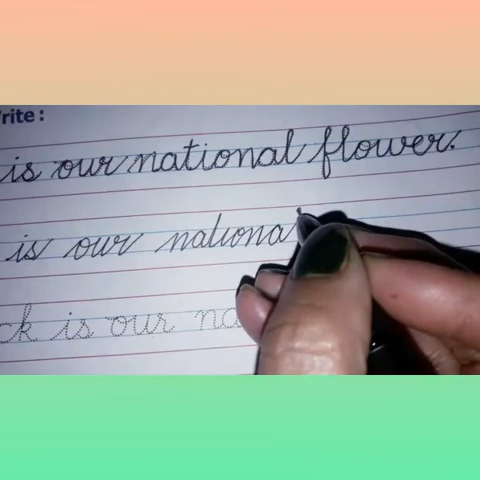 rite:
is our national flower.
is our nationa
ck is our na